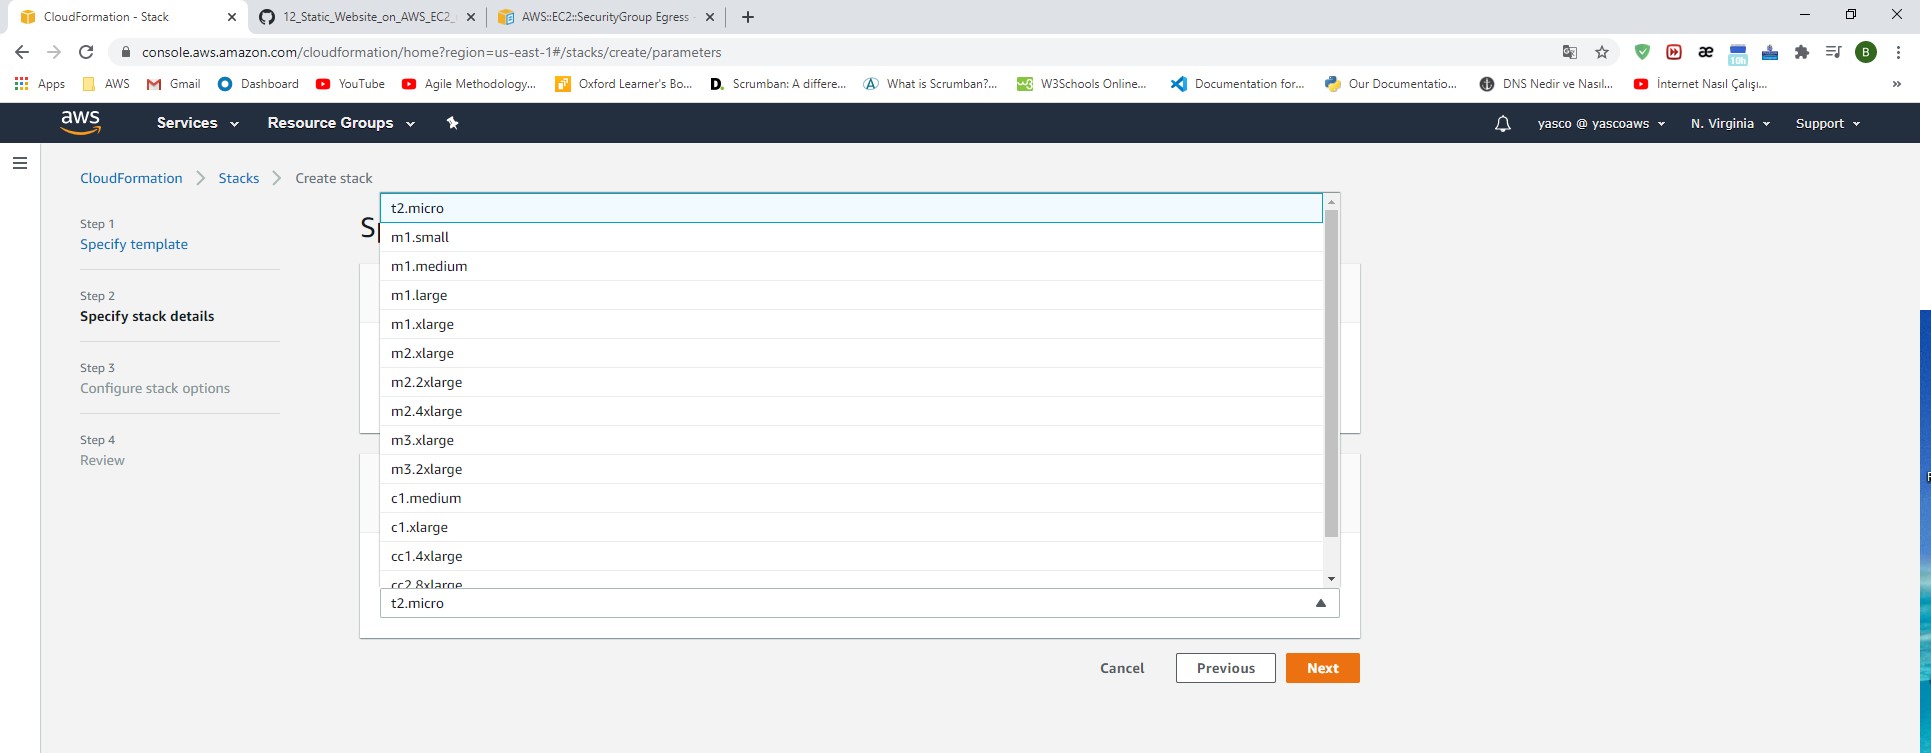 CloudFormation - Stack
12_Static_Website_on_AWS_EC2_
AWS::EC2::SecurityGroup Egress
console.aws.amazon.com/cloudformation/home?region=us-east-1#/stacks/create/parameters
10h
B
Apps
AWS
Gmail
Dashboard
YouTube
Agile Methodology...
Oxford Learner's Bo...
Scrumban: A differe...
What is Scrumban?...
W3Schools Online...
Documentation for...
Our Documentatio...
DNS Nedir ve Nasıl...
İnternet Nasıl Çalışı...
aws
Services
Resource Groups
yasco @ yascoaws
N. Virginia
Support
CloudFormation
Stacks
Create stack
Step 1
Specify template
Step 2
Specify stack details
Step 3
Configure stack options
Step 4
Review
t2.micro
m1.small
m1.medium
m1.large
m1.xlarge
m2.xlarge
m2.2xlarge
m2.4xlarge
m3.xlarge
m3.2xlarge
c1.medium
c1.xlarge
cc1.4xlarge
cc2.8xlarge
t2.micro
Cancel
Previous
Next